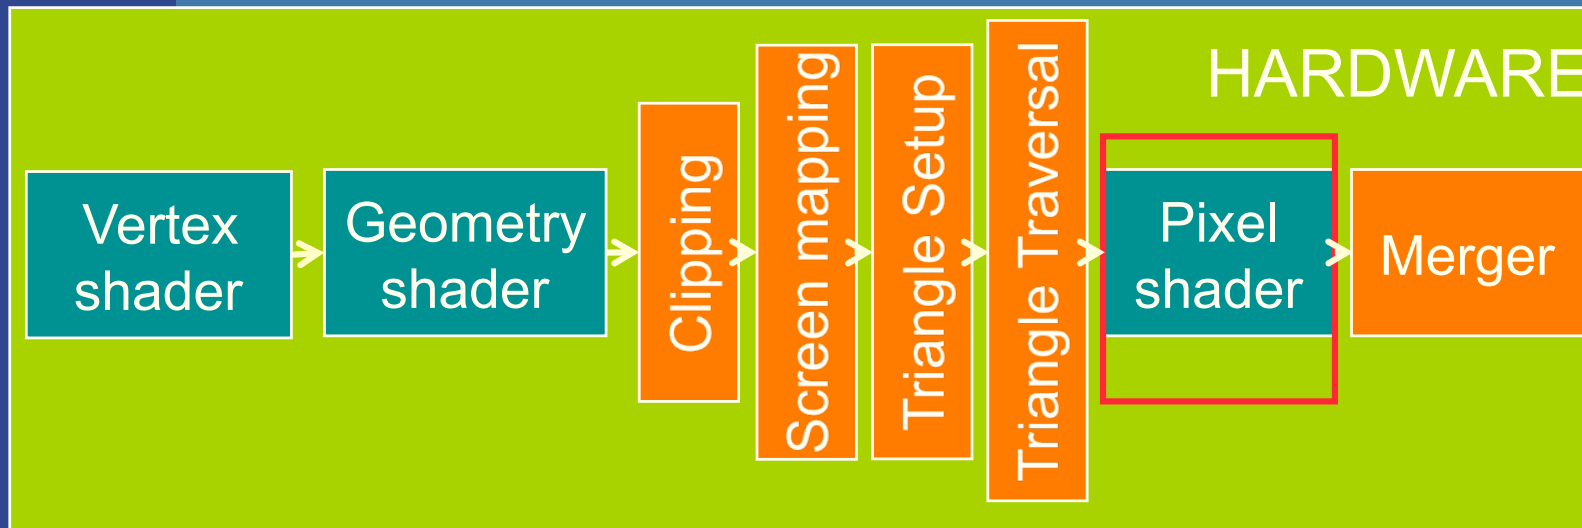 HARDWARE
Vertex
shader
Geometry
shader
Clipping
Screen mapping
Triangle Setup
Triangle Traversal
Pixel
shader
Merger